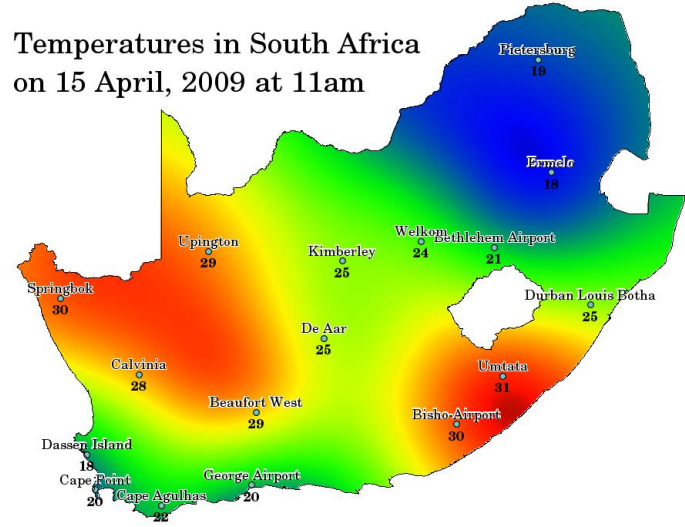 Temperatures in South Africa
on 15 April, 2009 at 11am
Pietersburg
19
Ermelo
18
Welkom
24
Bethlehem Airport
21
Upington
29
Kimberley
25
Springbok
30
Durban Louis Botha
25
De Aar
25
Calvinia
28
Umtata
31
Beaufort West
29
Bisho-Airport
30
Dassen Island
18
Cape Point
20
George Airport
20
Cape Agulhas
22